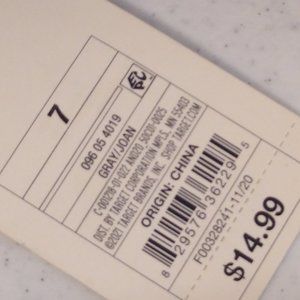 7
096 05 4019
GRAY/JOAN
DIST. BY TARGET CORPORATION MPLS, MN 55403
©2021 TARGET BRANDS, INC. SHOP TARGET.COM
ORIGIN: CHINA
8 29576 36229 5
F00328241-11/20
$14.99